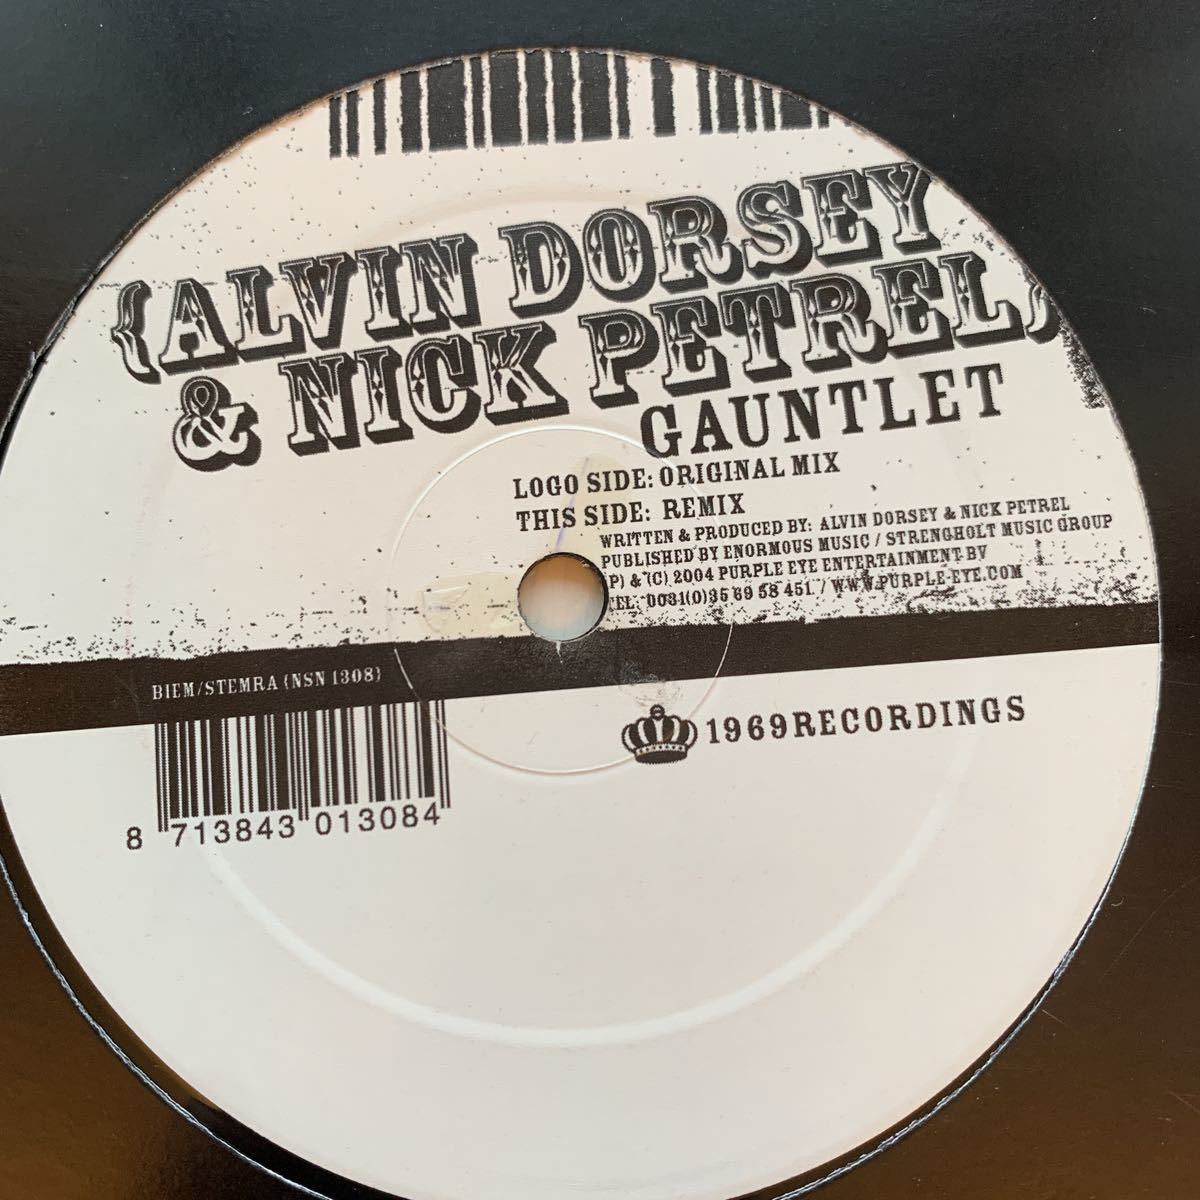 {ALVIN DORSEY
& NICK PETREL}
GAUNTLET
LOGO SIDE: ORIGINAL MIX
THIS SIDE: REMIX
WRITTEN & PRODUCED BY: ALVIN DORSEY & NICK PETREL
PUBLISHED BY ENORMOUS MUSIC / STRENGHOLT MUSIC GROUP
(P) & (C) 2004 PURPLE EYE ENTERTAINMENT BV
TEL: 0031(0)35 69 58 451 / WWW.PURPLE-EYE.COM
BIEM/STEMRA {NSN 1308}
1969RECORDINGS
8 713843 013084